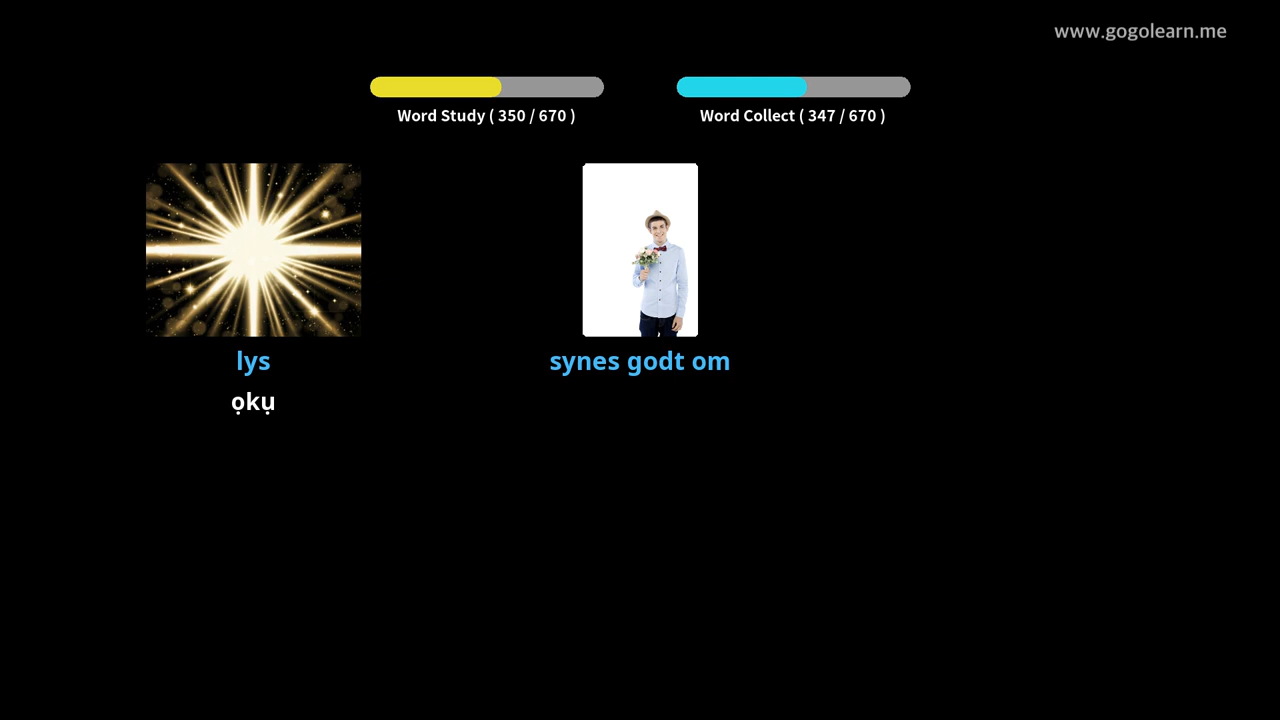 www.gogolearn.me
Word Study ( 350 / 670 )
Word Collect ( 347 / 670 )
lys
synes godt om
ọkụ